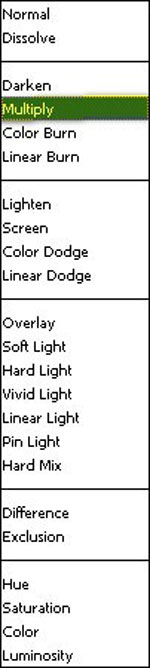 Normal
Dissolve
Darken
Multiply
Color Burn
Linear Burn
Lighten
Screen
Color Dodge
Linear Dodge
Overlay
Soft Light
Hard Light
Vivid Light
Linear Light
Pin Light
Hard Mix
Difference
Exclusion
Hue
Saturation
Color
Luminosity